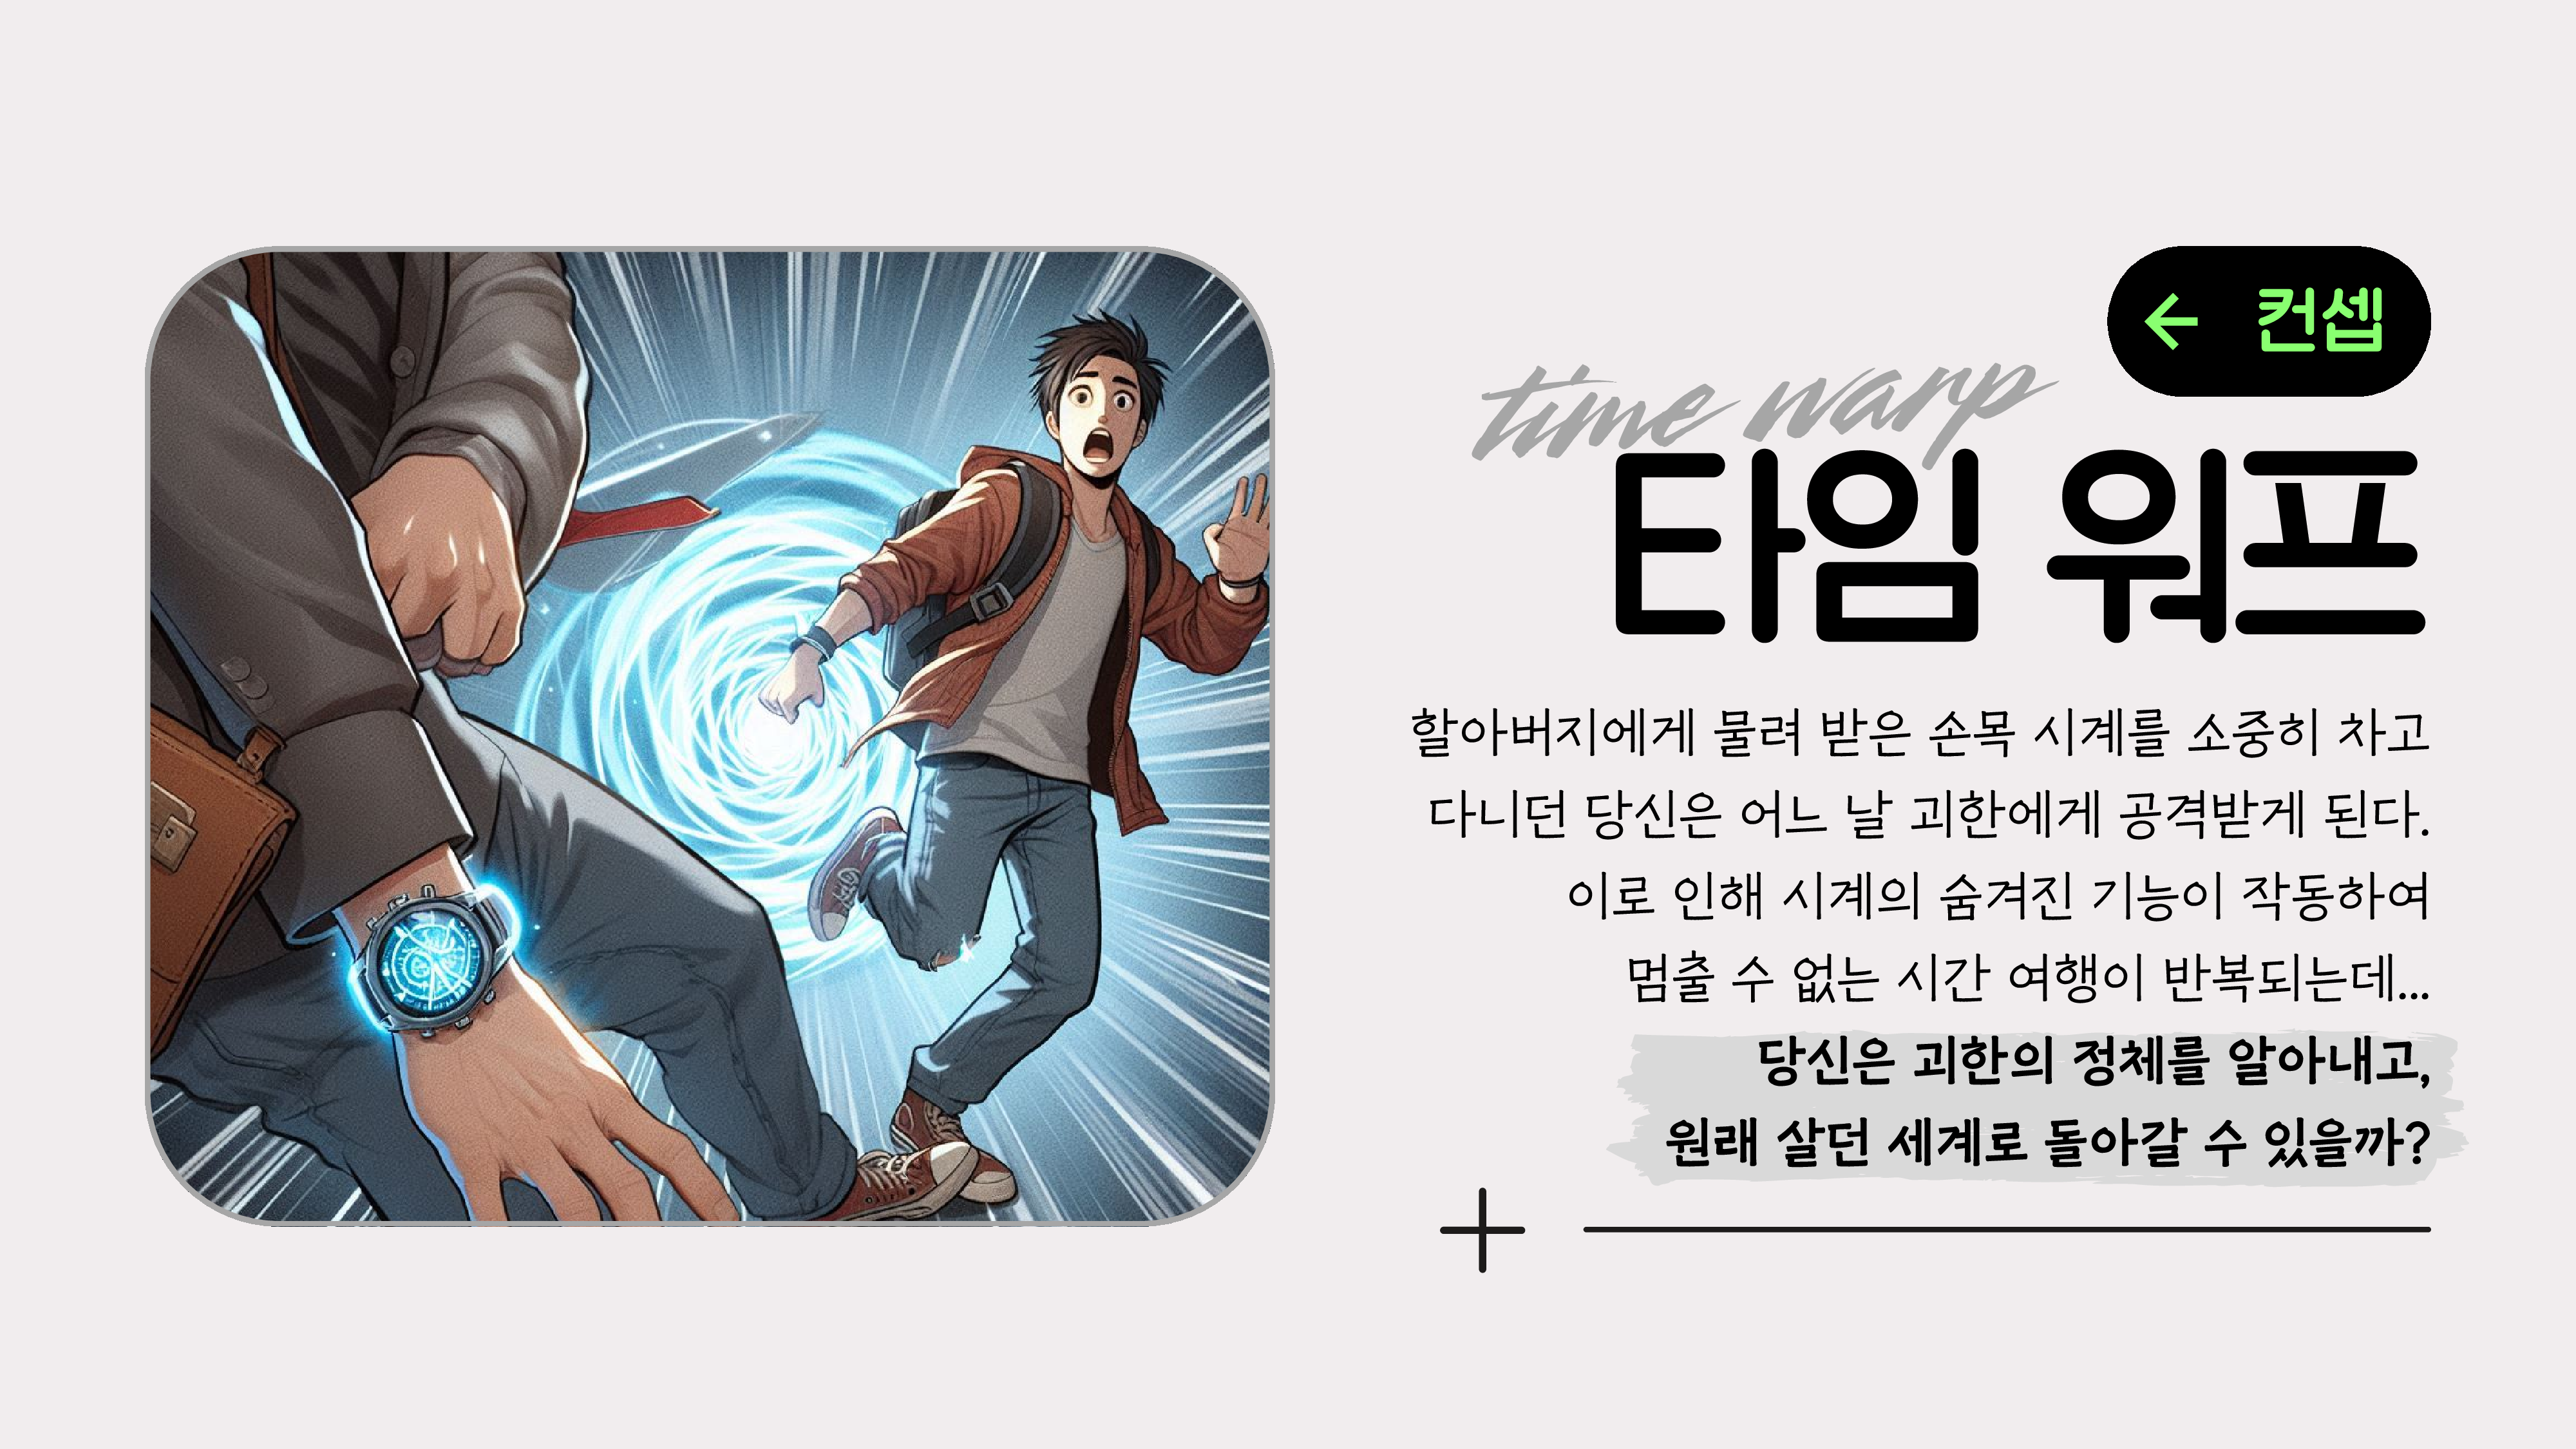 ← 컨셉
time warp
타임 워프
할아버지에게 물려 받은 손목 시계를 소중히 차고
다니던 당신은 어느 날 괴한에게 공격받게 된다.
이로 인해 시계의 숨겨진 기능이 작동하여
멈출 수 없는 시간 여행이 반복되는데...
당신은 괴한의 정체를 알아내고,
원래 살던 세계로 돌아갈 수 있을까?